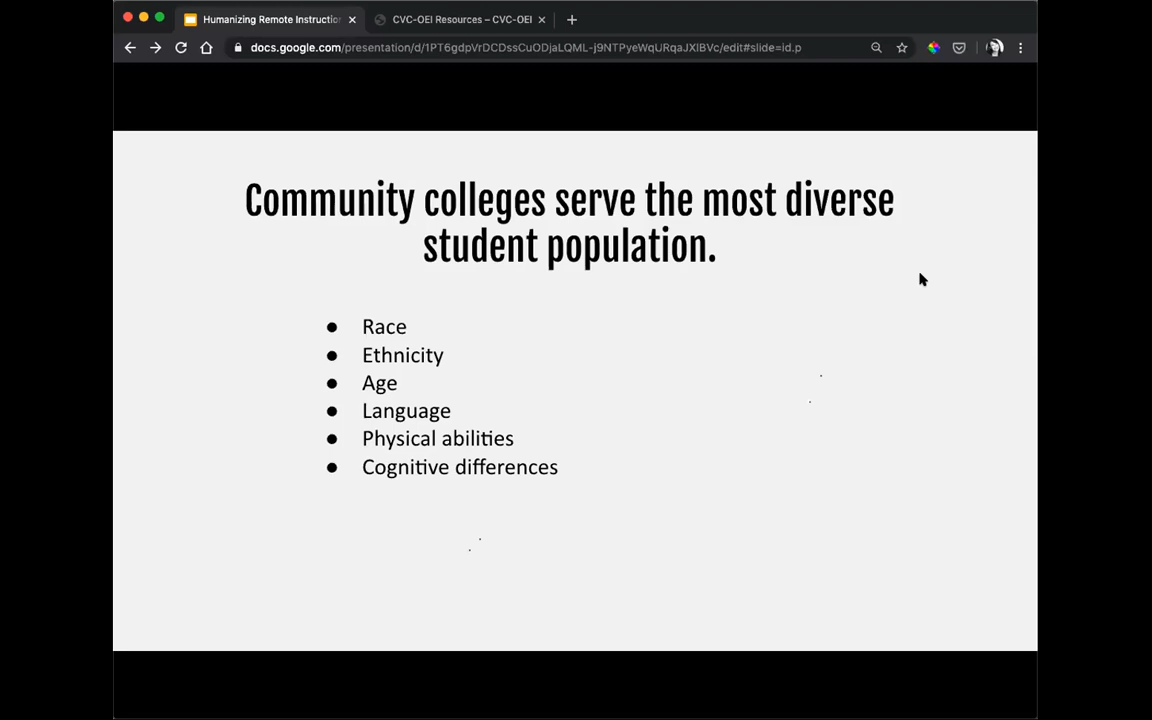 Humanizing Remote Instructio
CVC-OEI Resources – CVC-OEI
docs.google.com/presentation/d/1PT6gdpVrDCDssCuODjaLQML-j9NTPyeWqURqaJXlBVc/edit#slide=id.p
Community colleges serve the most diverse
student population.
● Race
● Ethnicity
● Age
● Language
● Physical abilities
● Cognitive differences